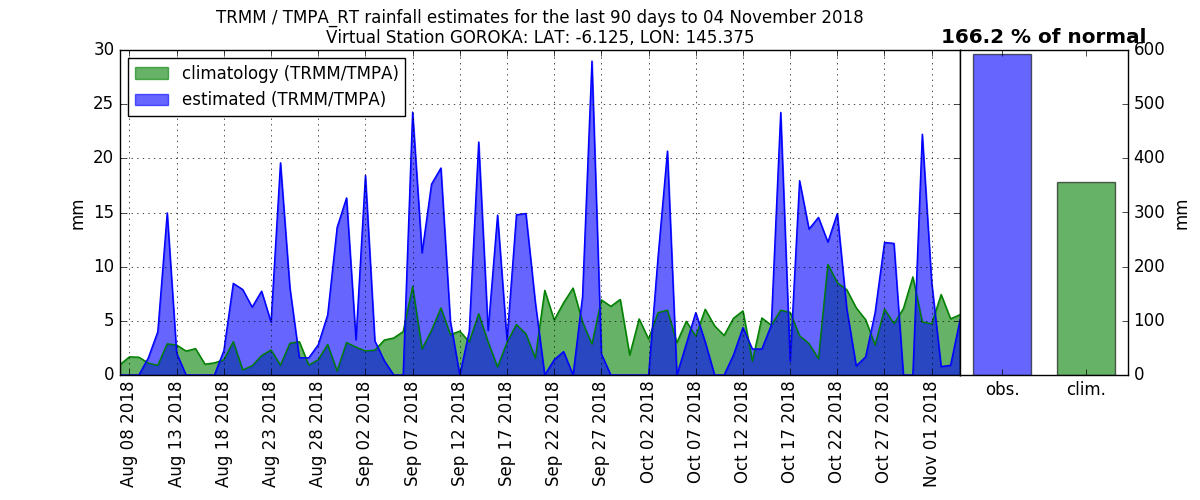 TRMM / TMPA_RT rainfall estimates for the last 90 days to 04 November 2018
Virtual Station GOROKA: LAT: -6.125, LON: 145.375
166.2 % of normal
climatology (TRMM/TMPA)
estimated (TRMM/TMPA)
30
25
20
15
10
5
0
mm
Aug 08 2018
Aug 13 2018
Aug 18 2018
Aug 23 2018
Aug 28 2018
Sep 02 2018
Sep 07 2018
Sep 12 2018
Sep 17 2018
Sep 22 2018
Sep 27 2018
Oct 02 2018
Oct 07 2018
Oct 12 2018
Oct 17 2018
Oct 22 2018
Oct 27 2018
Nov 01 2018
600
500
400
300
200
100
0
mm
obs.
clim.